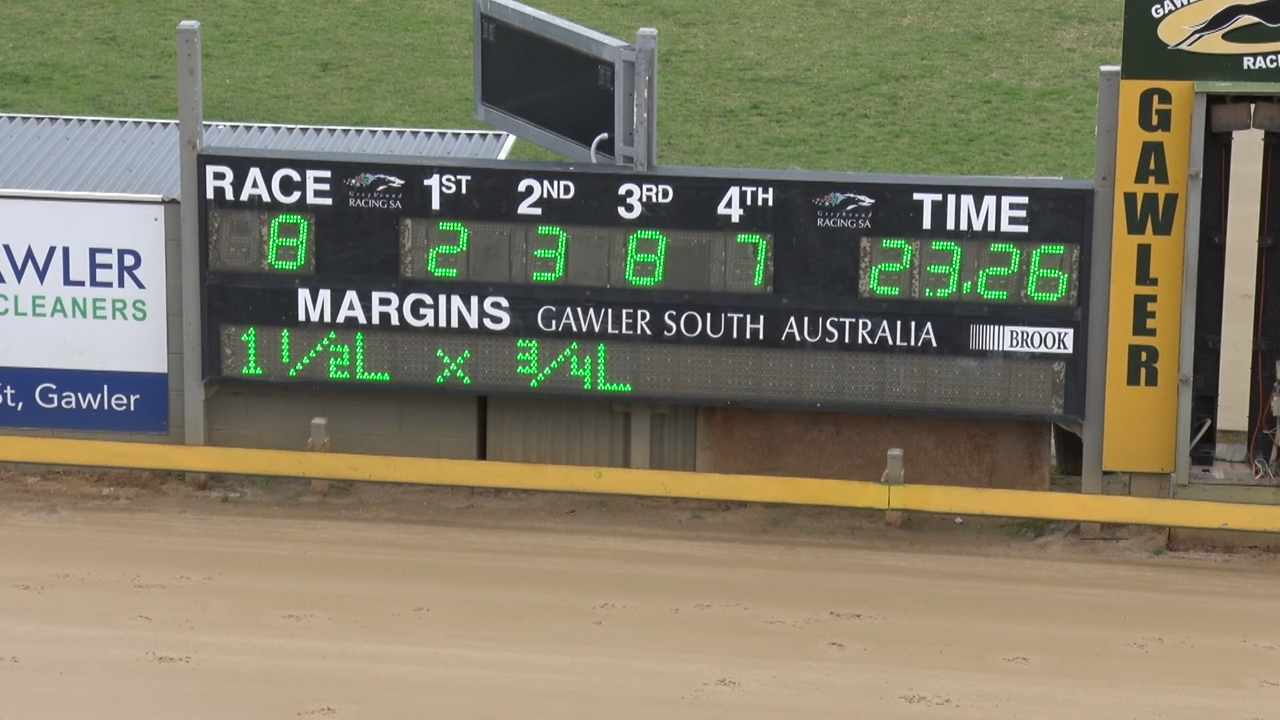 GAWLER
RAC
RACE
Greyhound
RACING SA
1ST
2ND
3RD
4TH
Greyhound
RACING SA
TIME
8
2
3
8
7
23.26
MARGINS
GAWLER SOUTH AUSTRALIA
BROOK
1 1/2L x 3/4L
AWLER
CLEANERS
St, Gawler